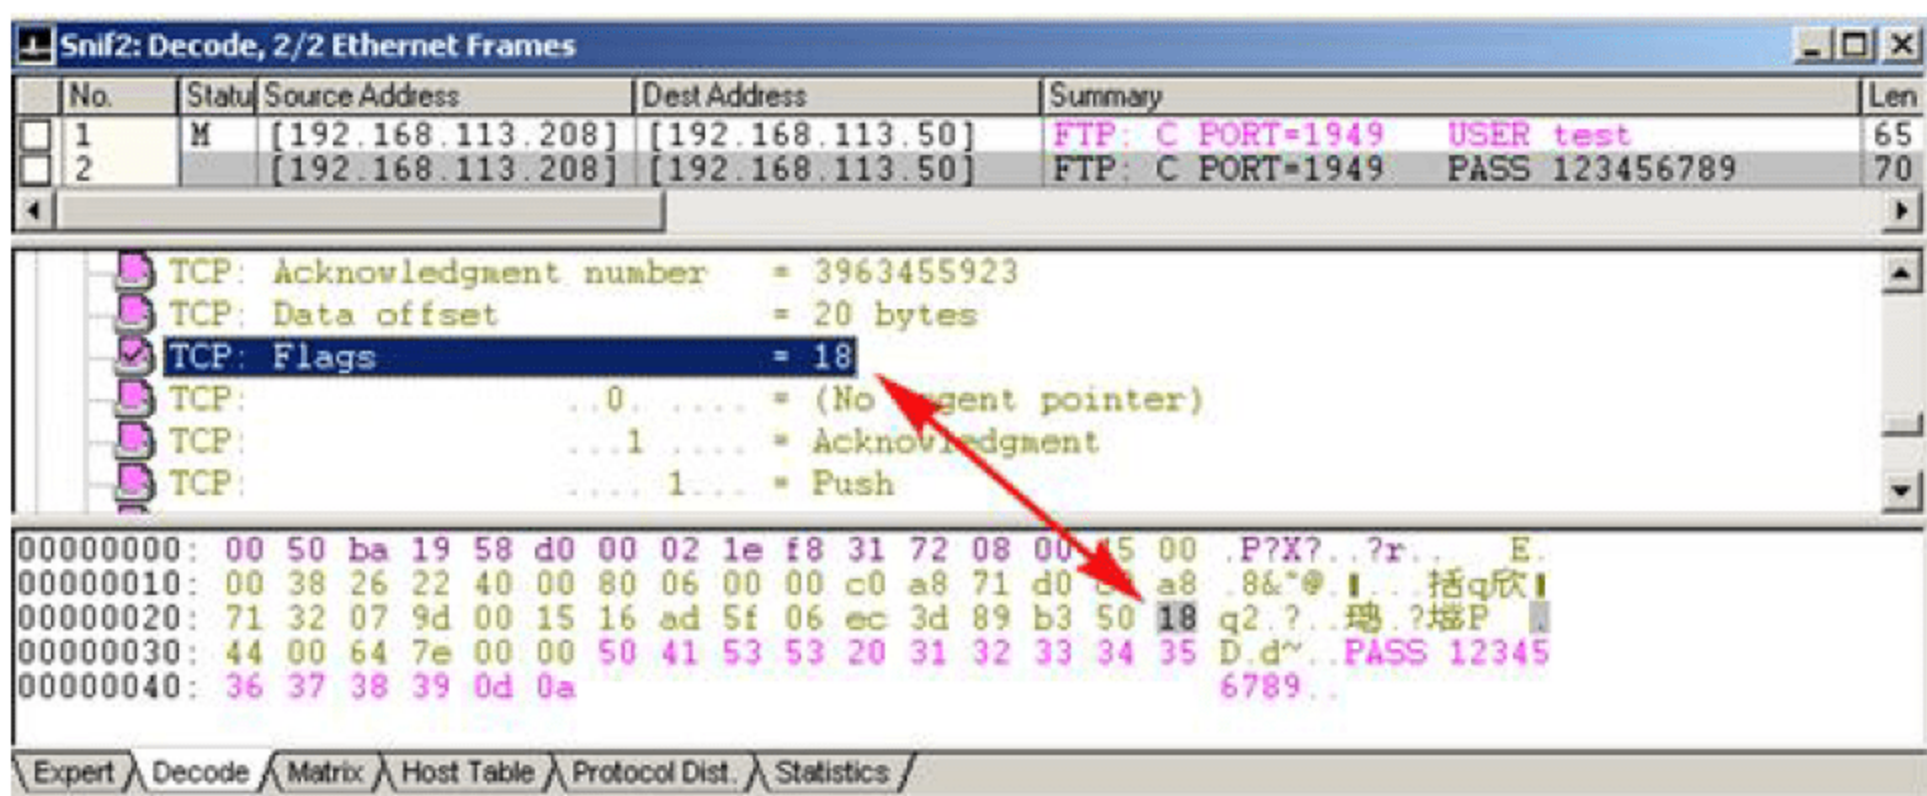 Snif2: Decode, 2/2 Ethernet Frames
No. Statu Source Address Dest Address Summary Len
1 M [192.168.113.208] [192.168.113.50] FTP: C PORT=1949 USER test 65
2 [192.168.113.208] [192.168.113.50] FTP: C PORT=1949 PASS 123456789 70
TCP: Acknowledgment number = 3963455923
TCP: Data offset = 20 bytes
TCP: Flags = 18
TCP: ..0. .... = (No pointer)
TCP: ...1 .... = Acknowledgment
TCP: .... 1... = Push
00000000: 00 50 ba 19 58 d0 00 02 1e f8 31 72 08 00 45 00 .P?X?..?r.. E.
00000010: 00 38 26 22 40 00 80 06 00 00 c0 a8 71 d0 a8 .8&"@. ... 括q欣
00000020: 71 32 07 9d 00 15 16 ad 5f 06 ec 3d 89 b3 50 18 q2.?.. .? P .
00000030: 44 00 64 7e 00 00 50 41 53 53 20 31 32 33 34 35 D.d~..PASS 12345
00000040: 36 37 38 39 0d 0a 6789..
Expert Decode Matrix Host Table Protocol Dist. Statistics